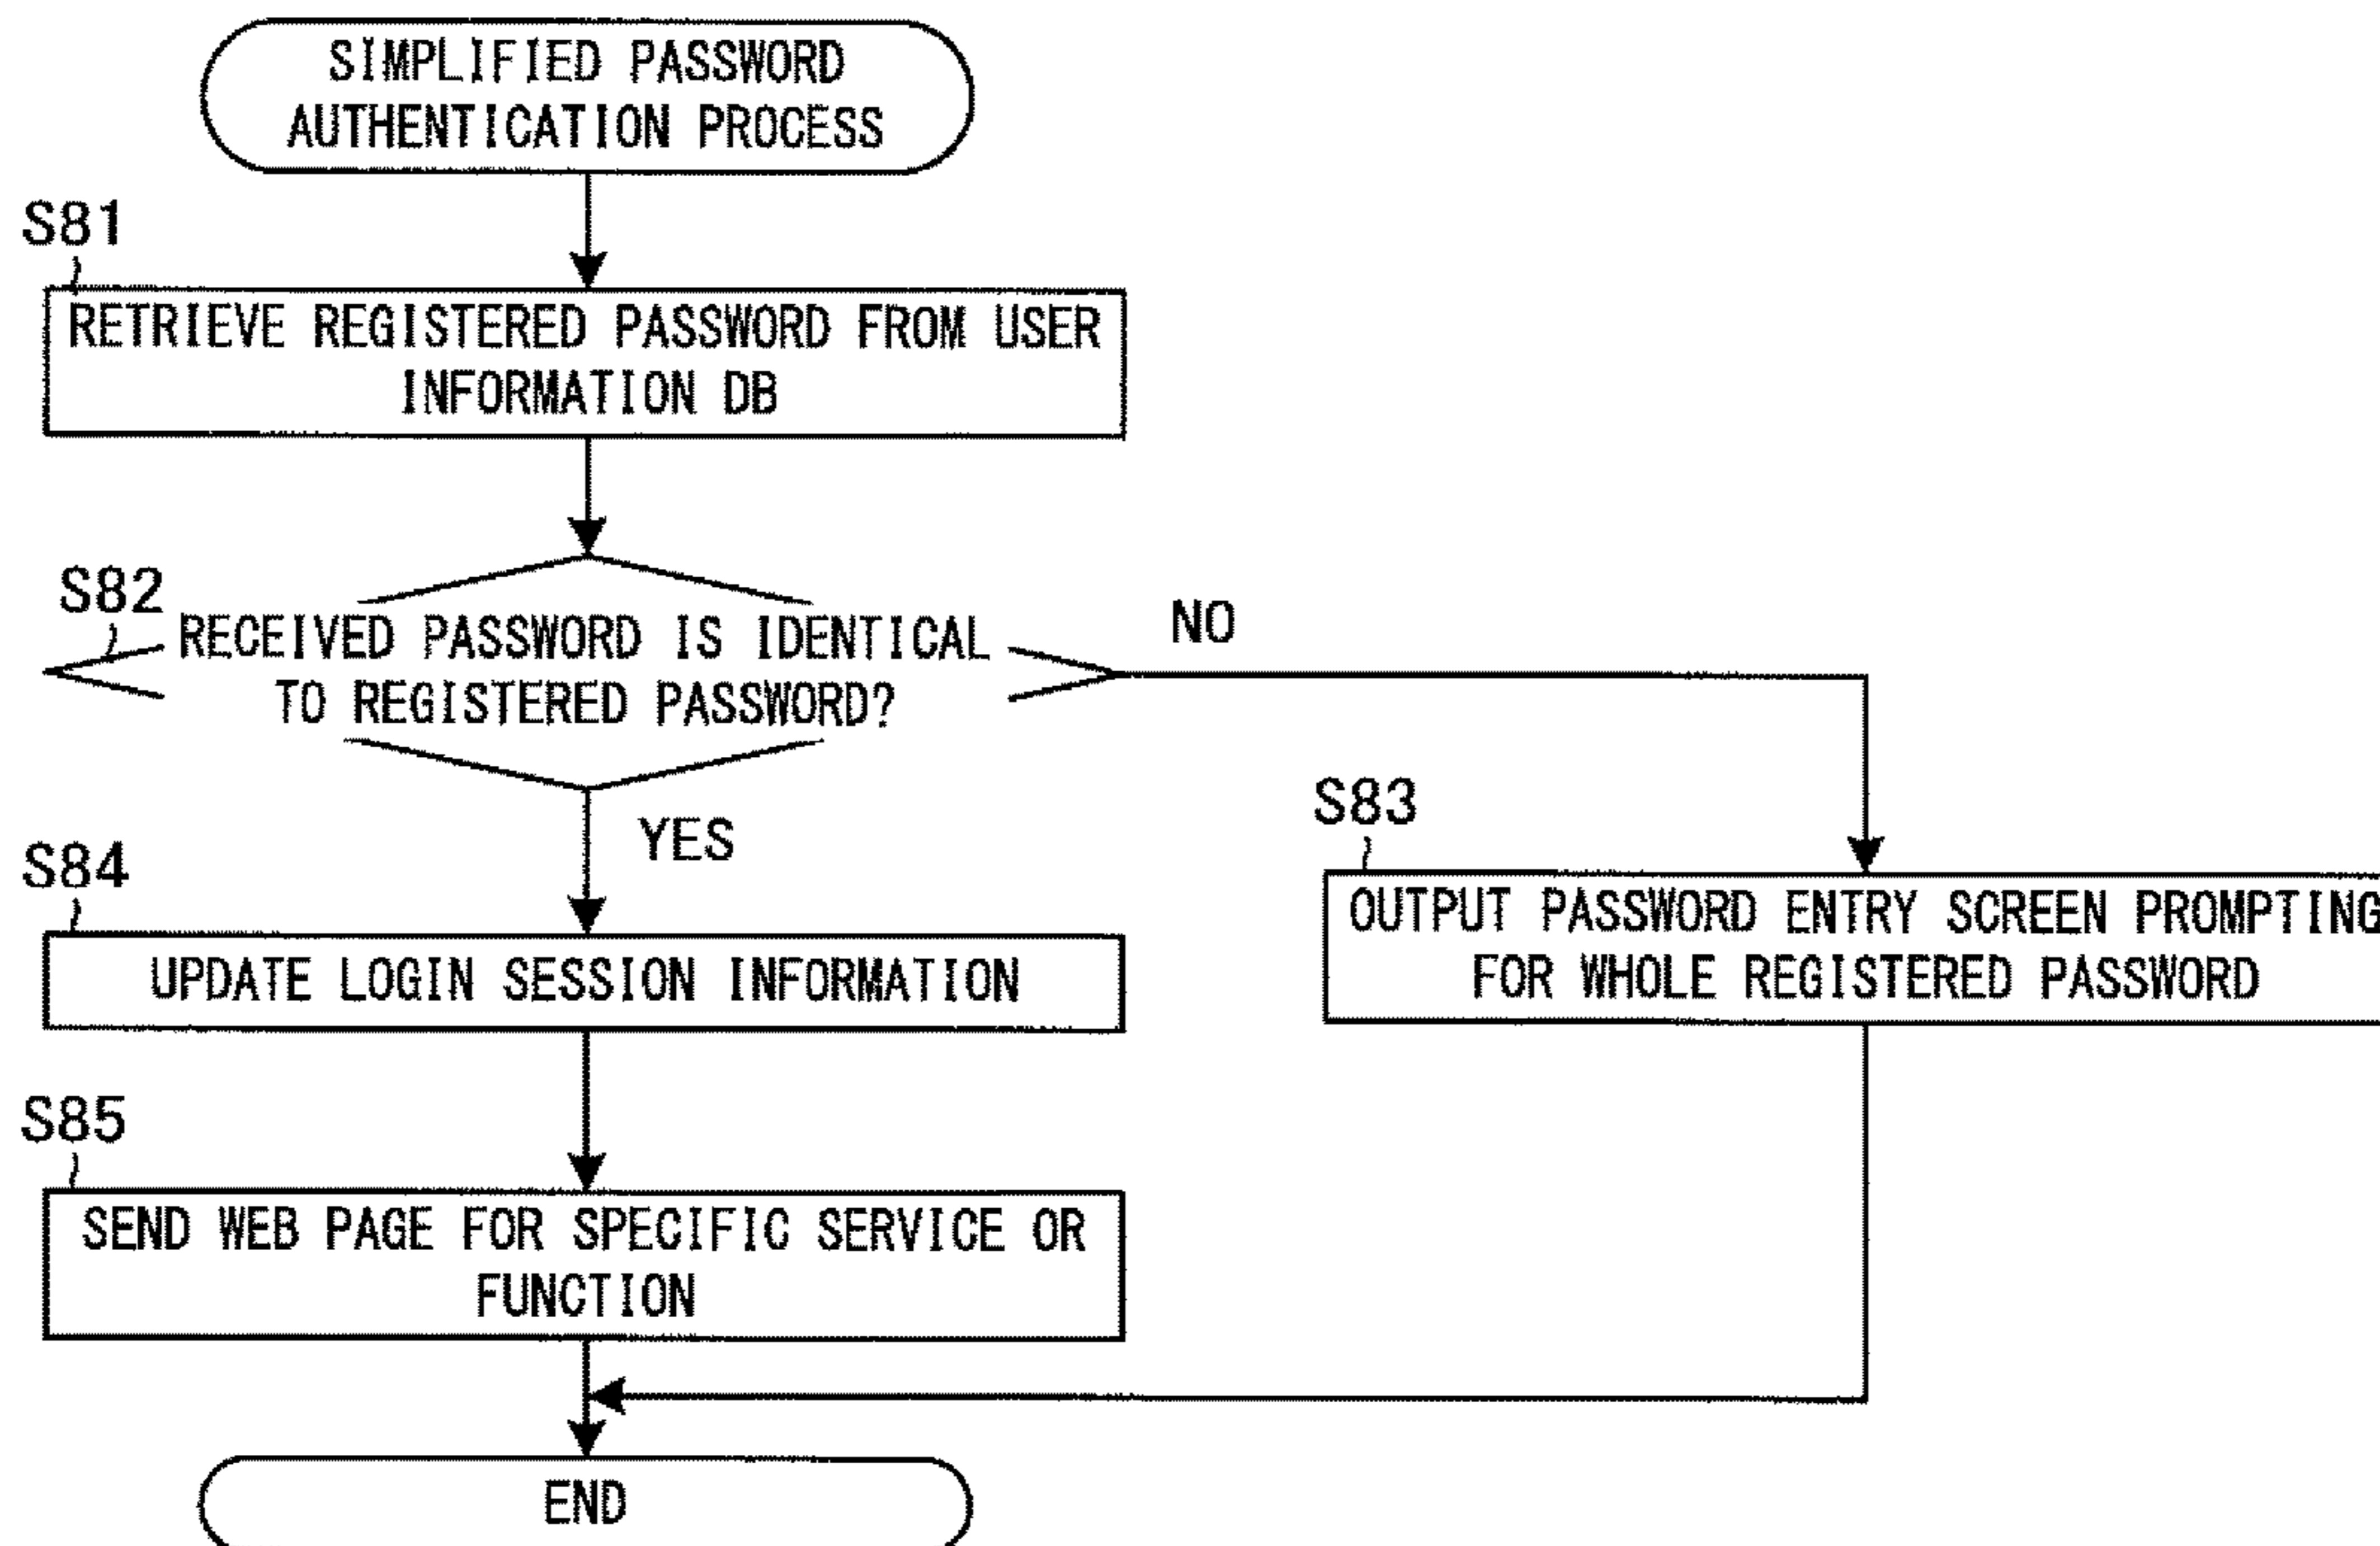 SIMPLIFIED PASSWORD
AUTHENTICATION PROCESS
S81
RETRIEVE REGISTERED PASSWORD FROM USER
INFORMATION DB
S82
RECEIVED PASSWORD IS IDENTICAL
TO REGISTERED PASSWORD?
NO
YES
S83
OUTPUT PASSWORD ENTRY SCREEN PROMPTING
FOR WHOLE REGISTERED PASSWORD
S84
UPDATE LOGIN SESSION INFORMATION
S85
SEND WEB PAGE FOR SPECIFIC SERVICE OR
FUNCTION
END